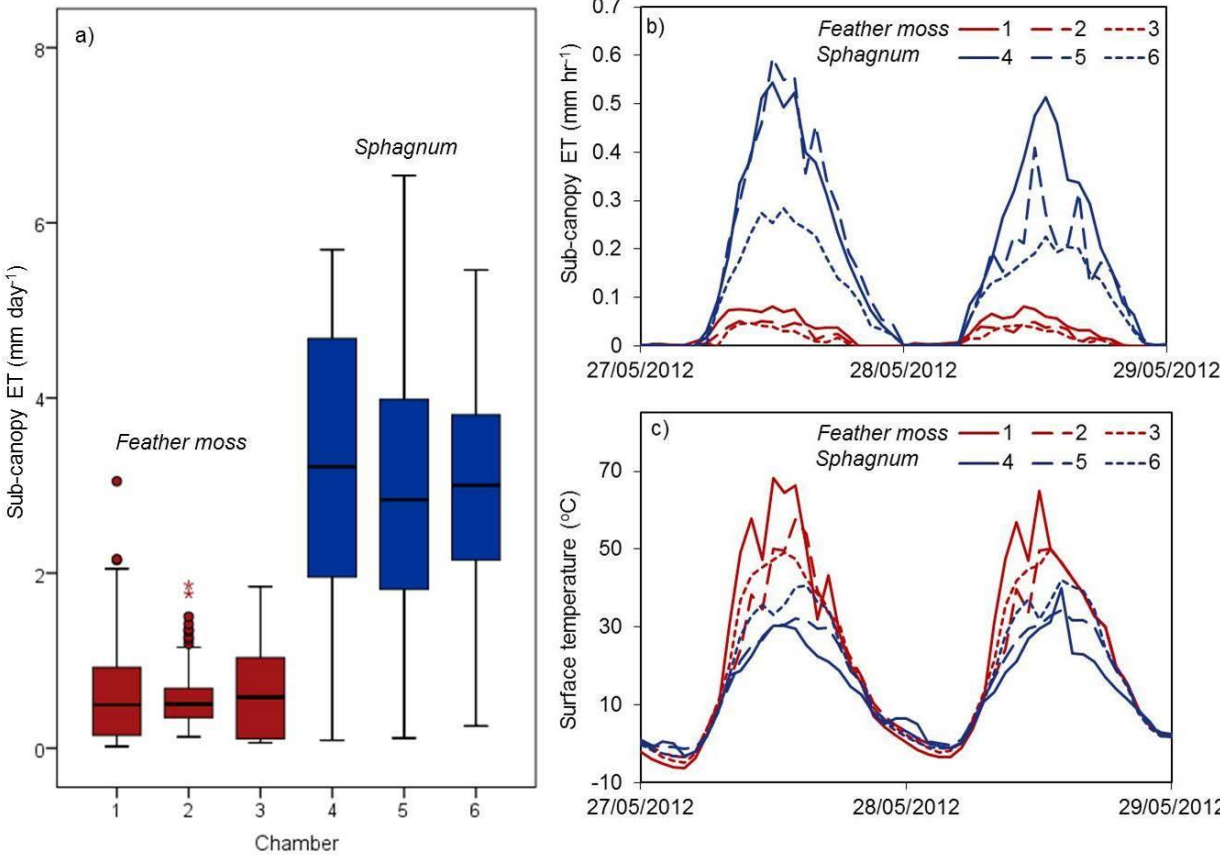 a)
Sub-canopy ET (mm day⁻¹)
8
6
4
2
0
Feather moss
Sphagnum
1 2 3 4 5 6
Chamber
b)
Feather moss 1 2 3
Sphagnum 4 5 6
Sub-canopy ET (mm hr⁻¹)
0.7
0.6
0.5
0.4
0.3
0.2
0.1
0
27/05/2012 28/05/2012 29/05/2012
c)
Feather moss 1 2 3
Sphagnum 4 5 6
Surface temperature (°C)
70
50
30
10
-10
27/05/2012 28/05/2012 29/05/2012